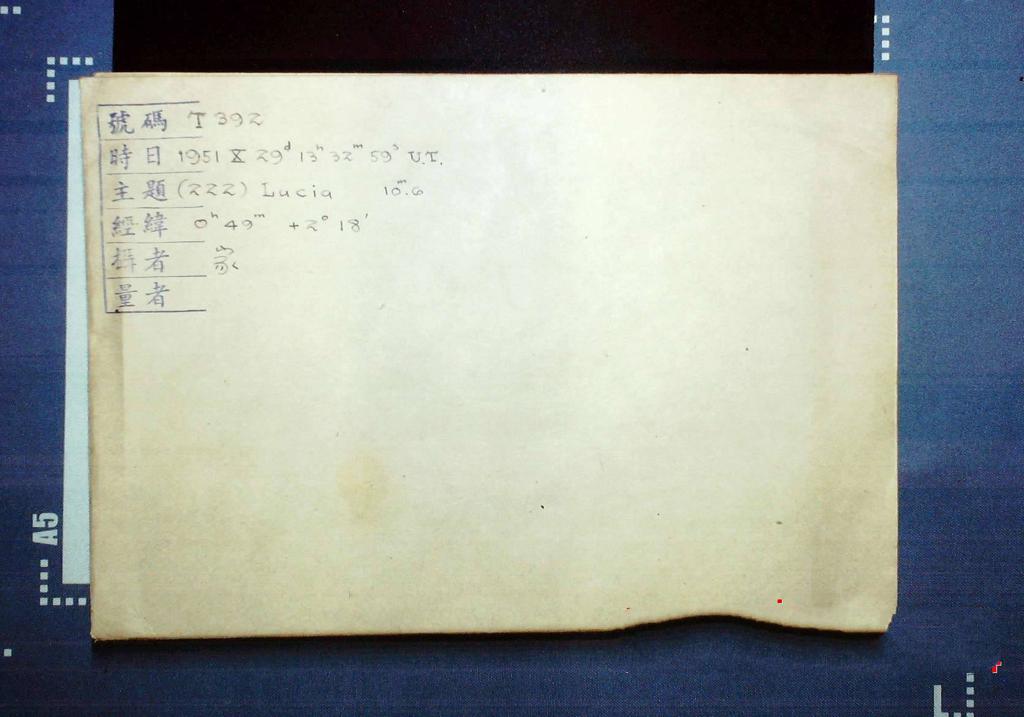 號碼 T 392
時日 1951 X 29ᵈ 13ʰ 32ᵐ 59ˢ U.T.
主題 (222) Lucia 10ᵐ.6
經緯 0ʰ 49ᵐ +2° 18'
攝者 家
量者
A5